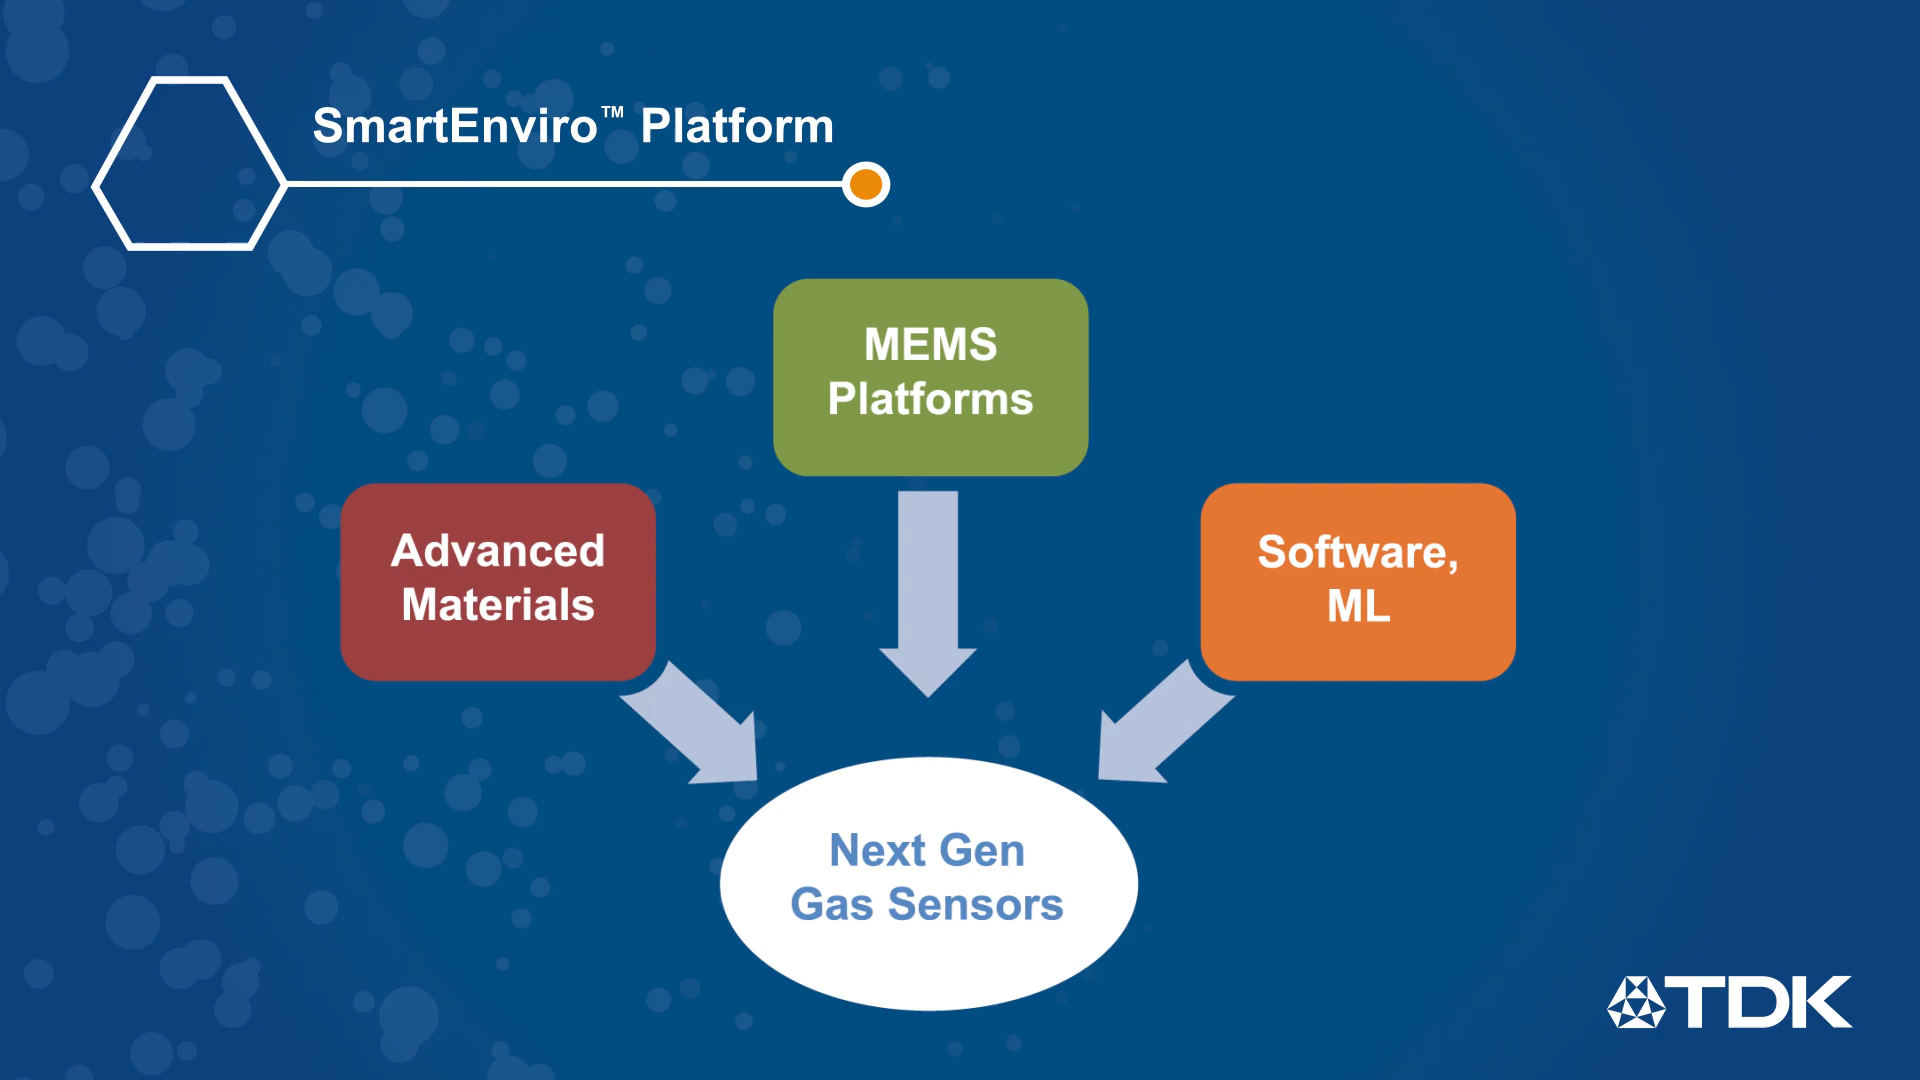 SmartEnviro™ Platform
MEMS
Platforms
Advanced
Materials
Software,
ML
Next Gen
Gas Sensors
TDK